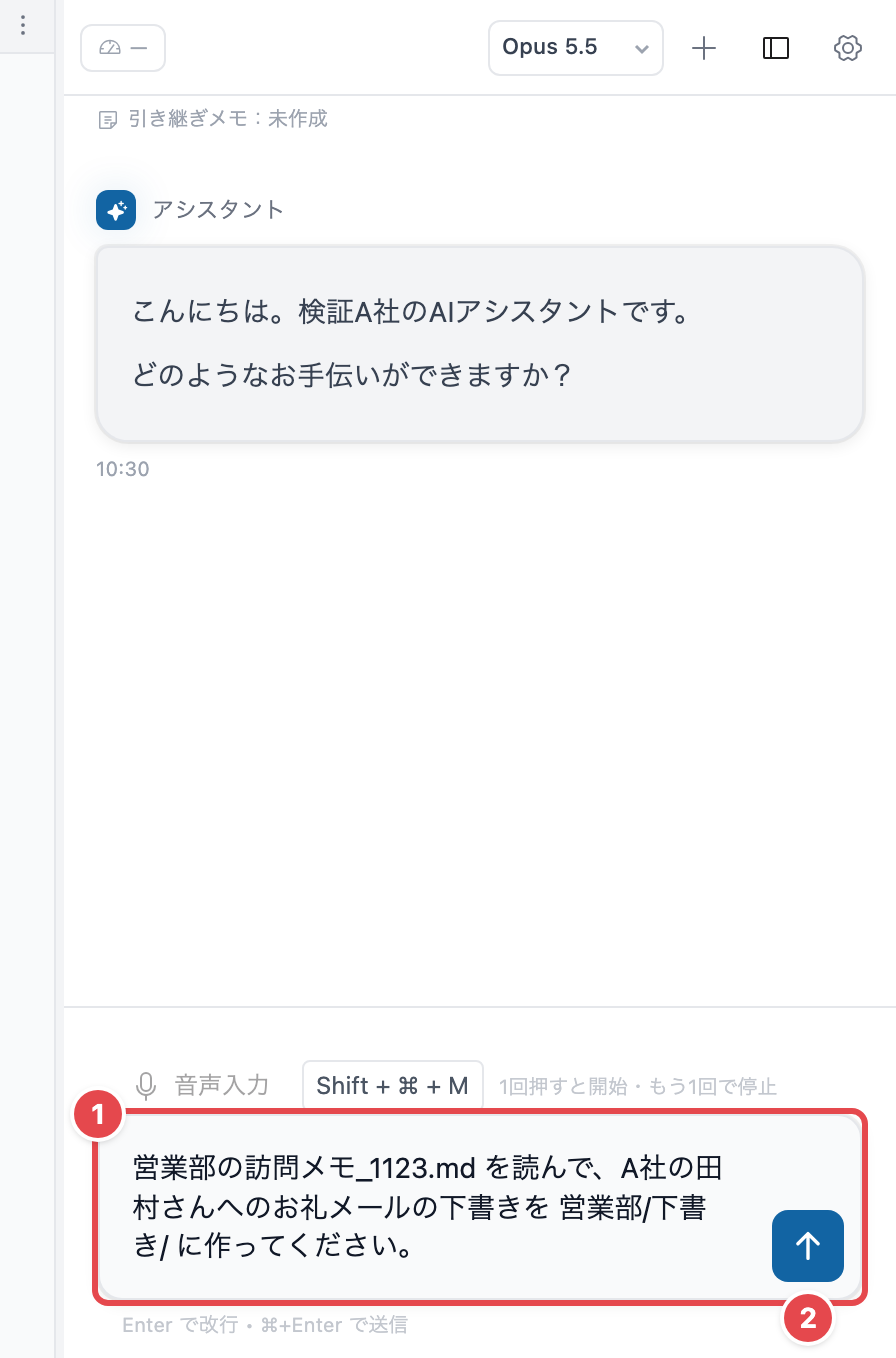 Opus 5.5
引き継ぎメモ：未作成
アシスタント
こんにちは。検証A社のAIアシスタントです。
どのようなお手伝いができますか？
10:30
音声入力 Shift + ⌘ + M 1回押すと開始・もう1回で停止
1
営業部の訪問メモ_1123.md を読んで、A社の田
村さんへのお礼メールの下書きを 営業部/下書
き/ に作ってください。
2
Enter で改行・⌘+Enter で送信